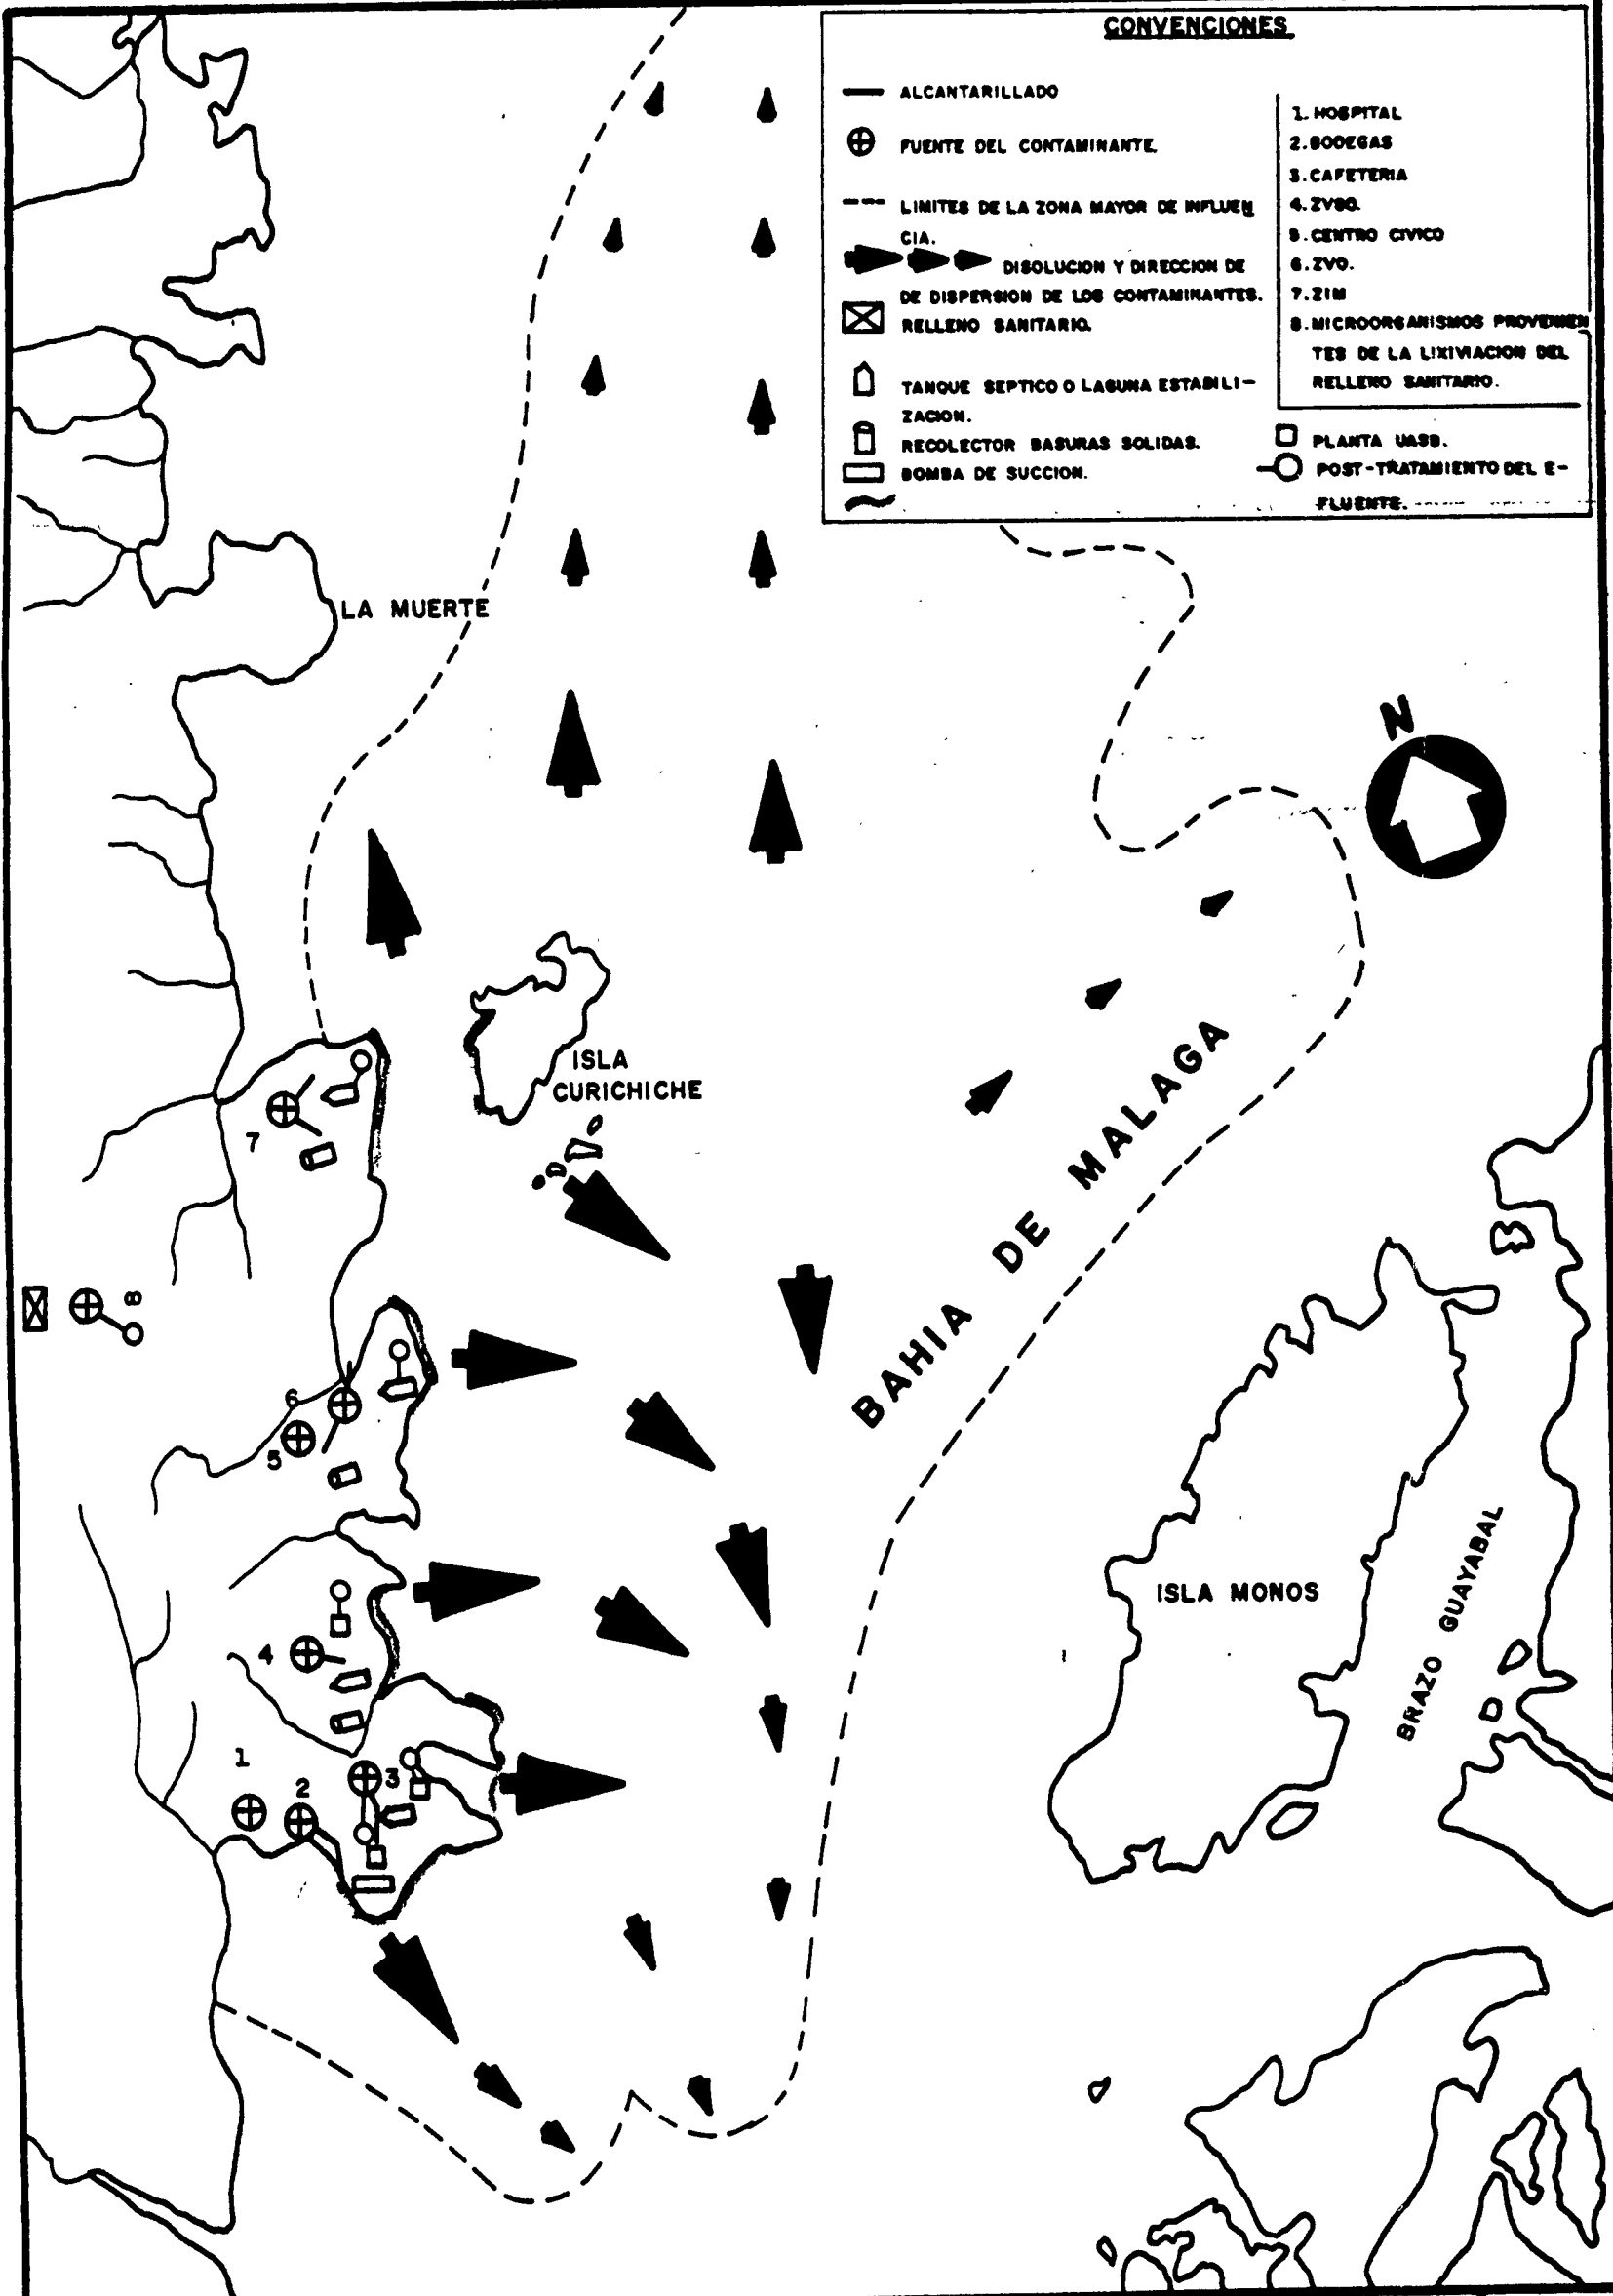 CONVENCIONES
ALCANTARILLADO
FUENTE DEL CONTAMINANTE.
LIMITES DE LA ZONA MAYOR DE INFLUEN
CIA.
DISOLUCION Y DIRECCION DE
DE DISPERSION DE LOS CONTAMINANTES.
RELLENO SANITARIO.
TANQUE SEPTICO O LAGUNA ESTABILI-
ZACION.
RECOLECTOR BASURAS SOLIDAS.
BOMBA DE SUCCION.
1. HOSPITAL
2. BODEGAS
3. CAFETERIA
4. ZVSO.
5. CENTRO CIVICO
6. ZVO.
7. ZIM
8. MICROORGANISMOS PROVENIEN
TES DE LA LIXIVIACION DEL
RELLENO SANITARIO.
PLANTA UASB.
POST-TRATAMIENTO DEL E-
FLUENTE.
LA MUERTE
N
ISLA
CURICHICHE
BAHIA DE MALAGA
7
8
6
5
ISLA MONOS
BRAZO GUAYABAL
4
1
2
3